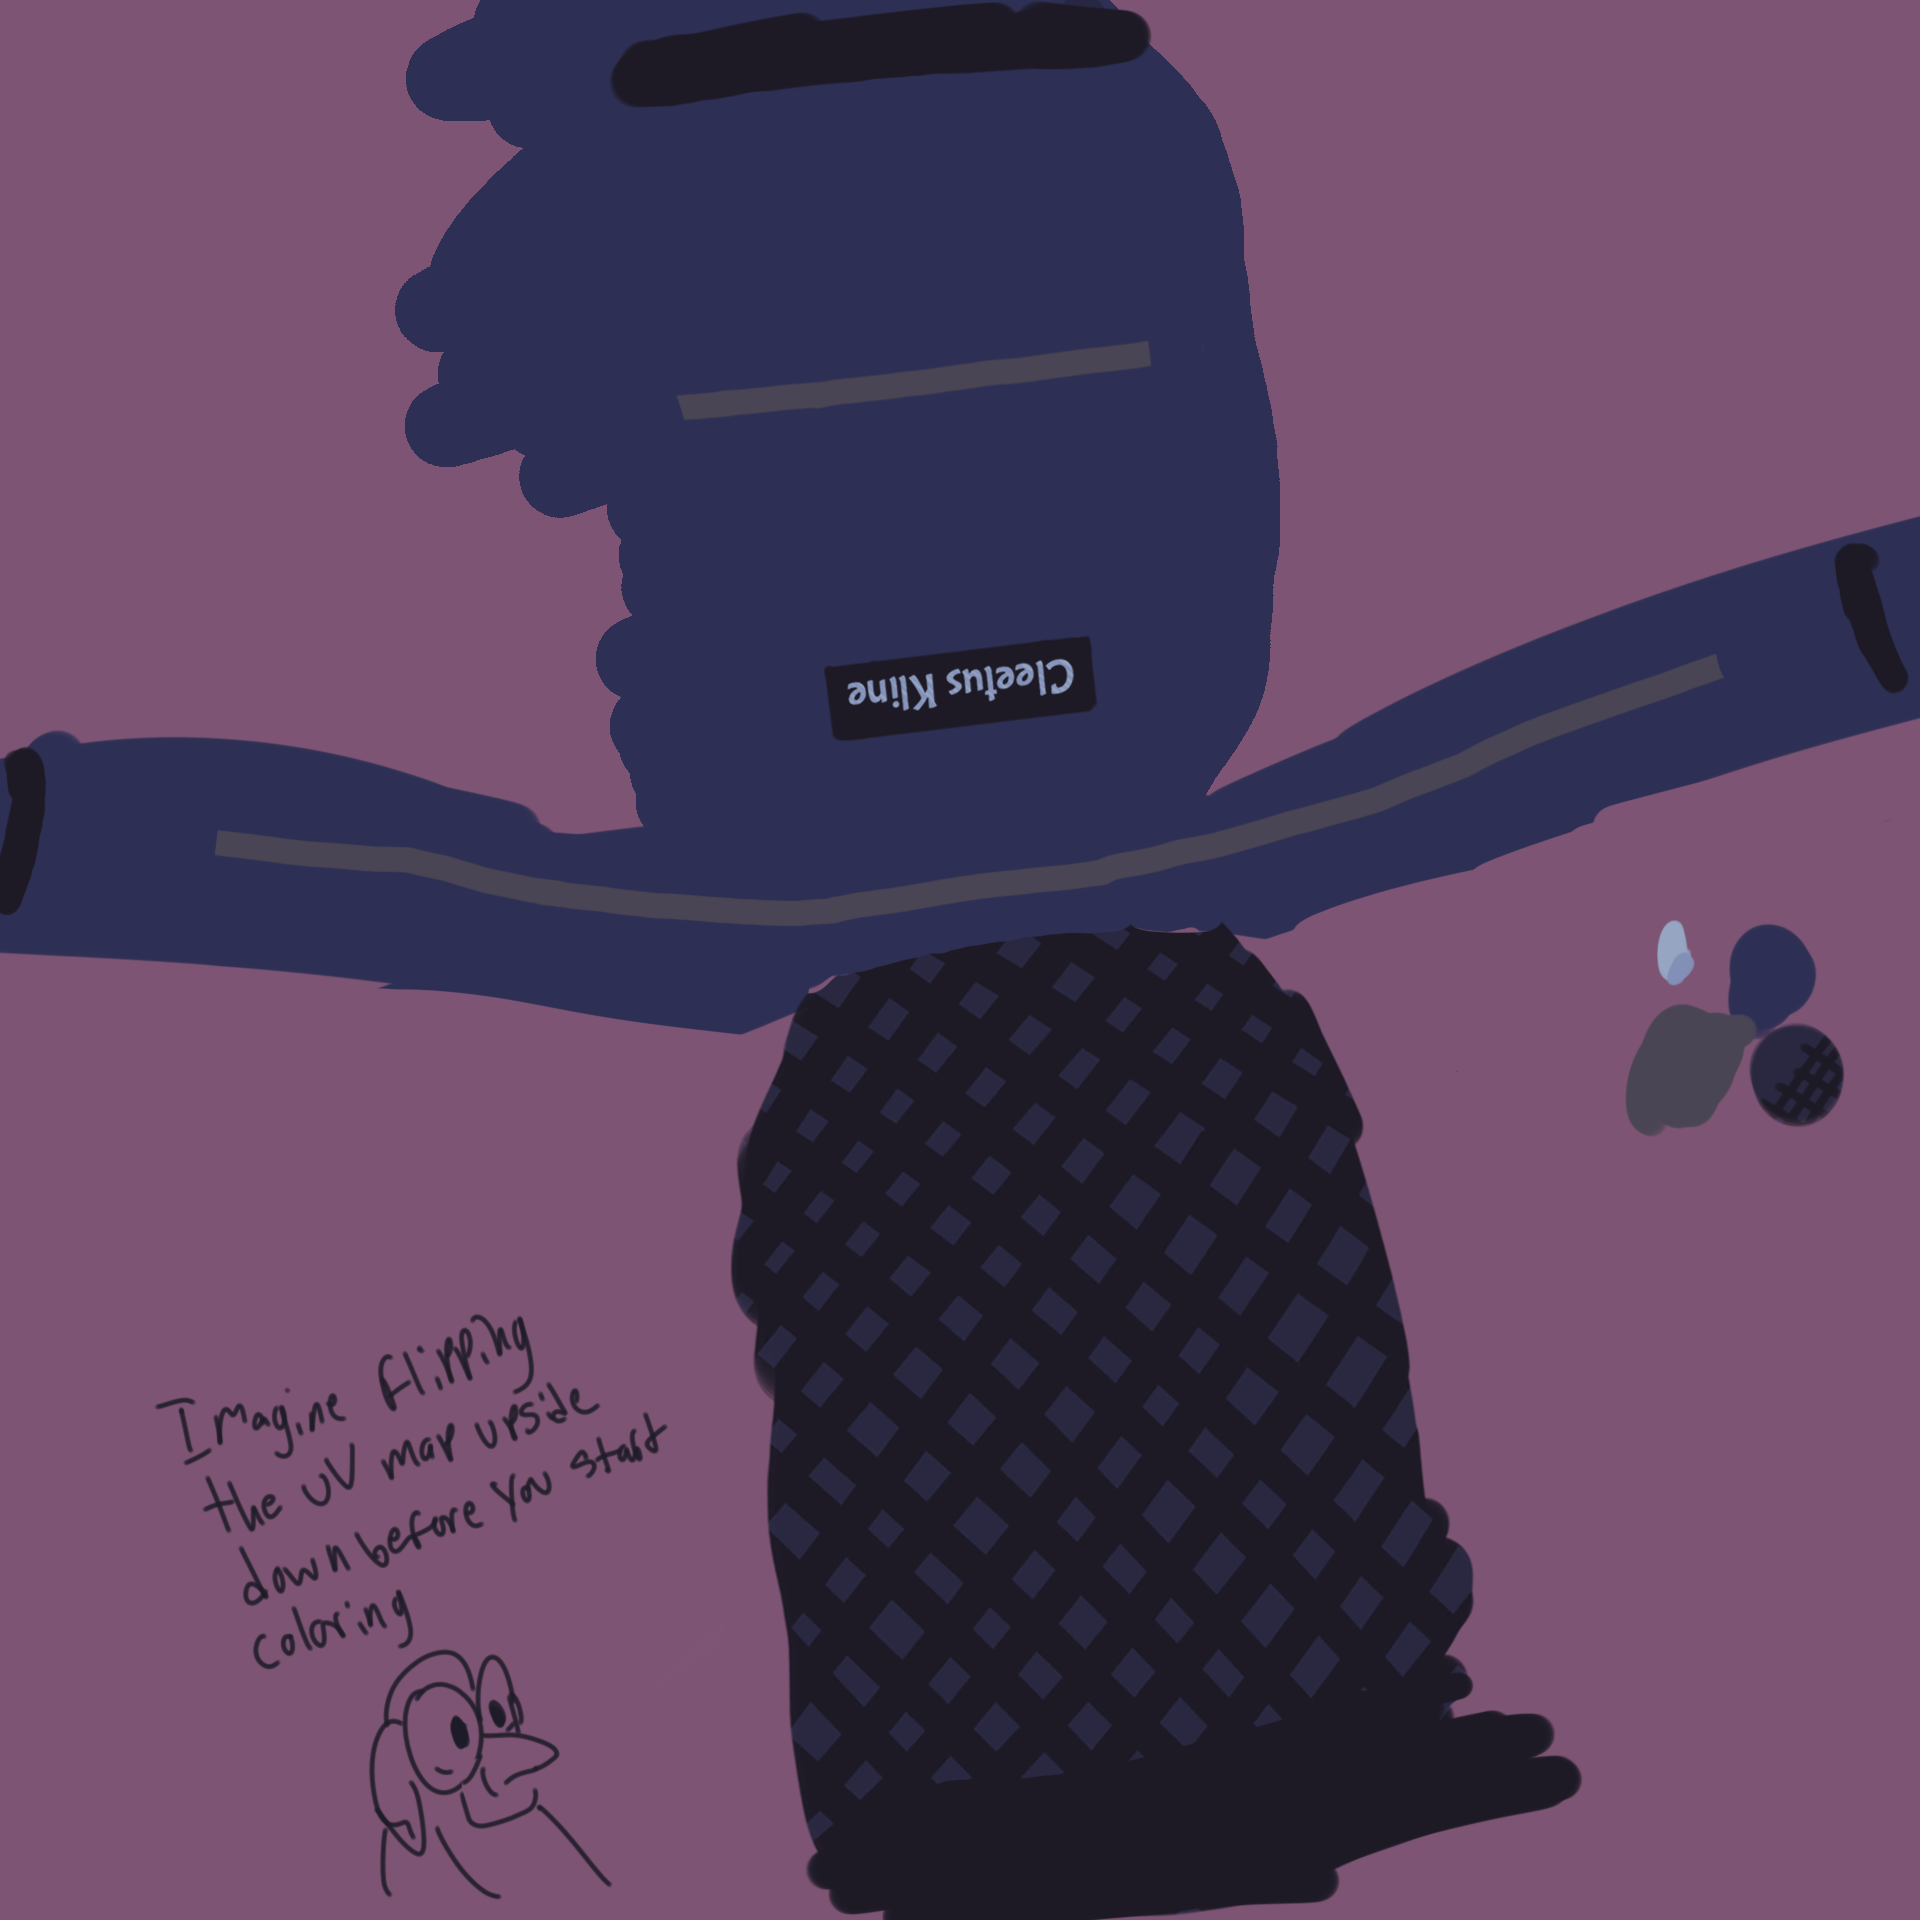 Cleetus Kline
Imagine flipping
the UV map upside
down before you start
coloring